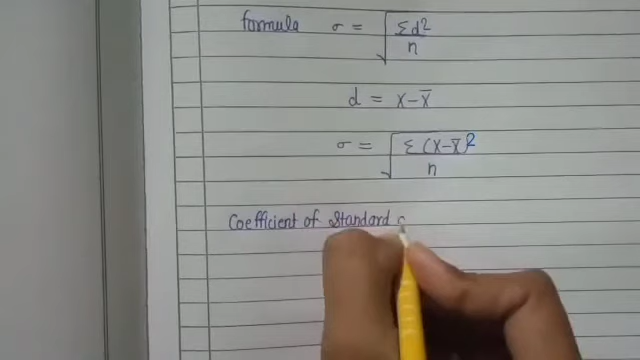 formula σ = √Σd²/n
d = x-x̄
σ = √Σ(x-x̄)²/n
Coefficient of Standard